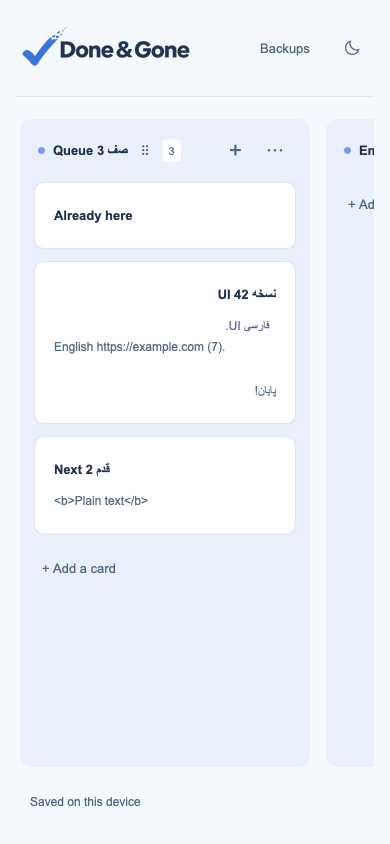 Done & Gone
Backups
Queue 3 صف
3
Already here
نسخه 42 UI
فارسی UI.
English https://example.com (7).
پایان!
Next 2 قدم
<b>Plain text</b>
+ Add a card
En
+ Ad
Saved on this device